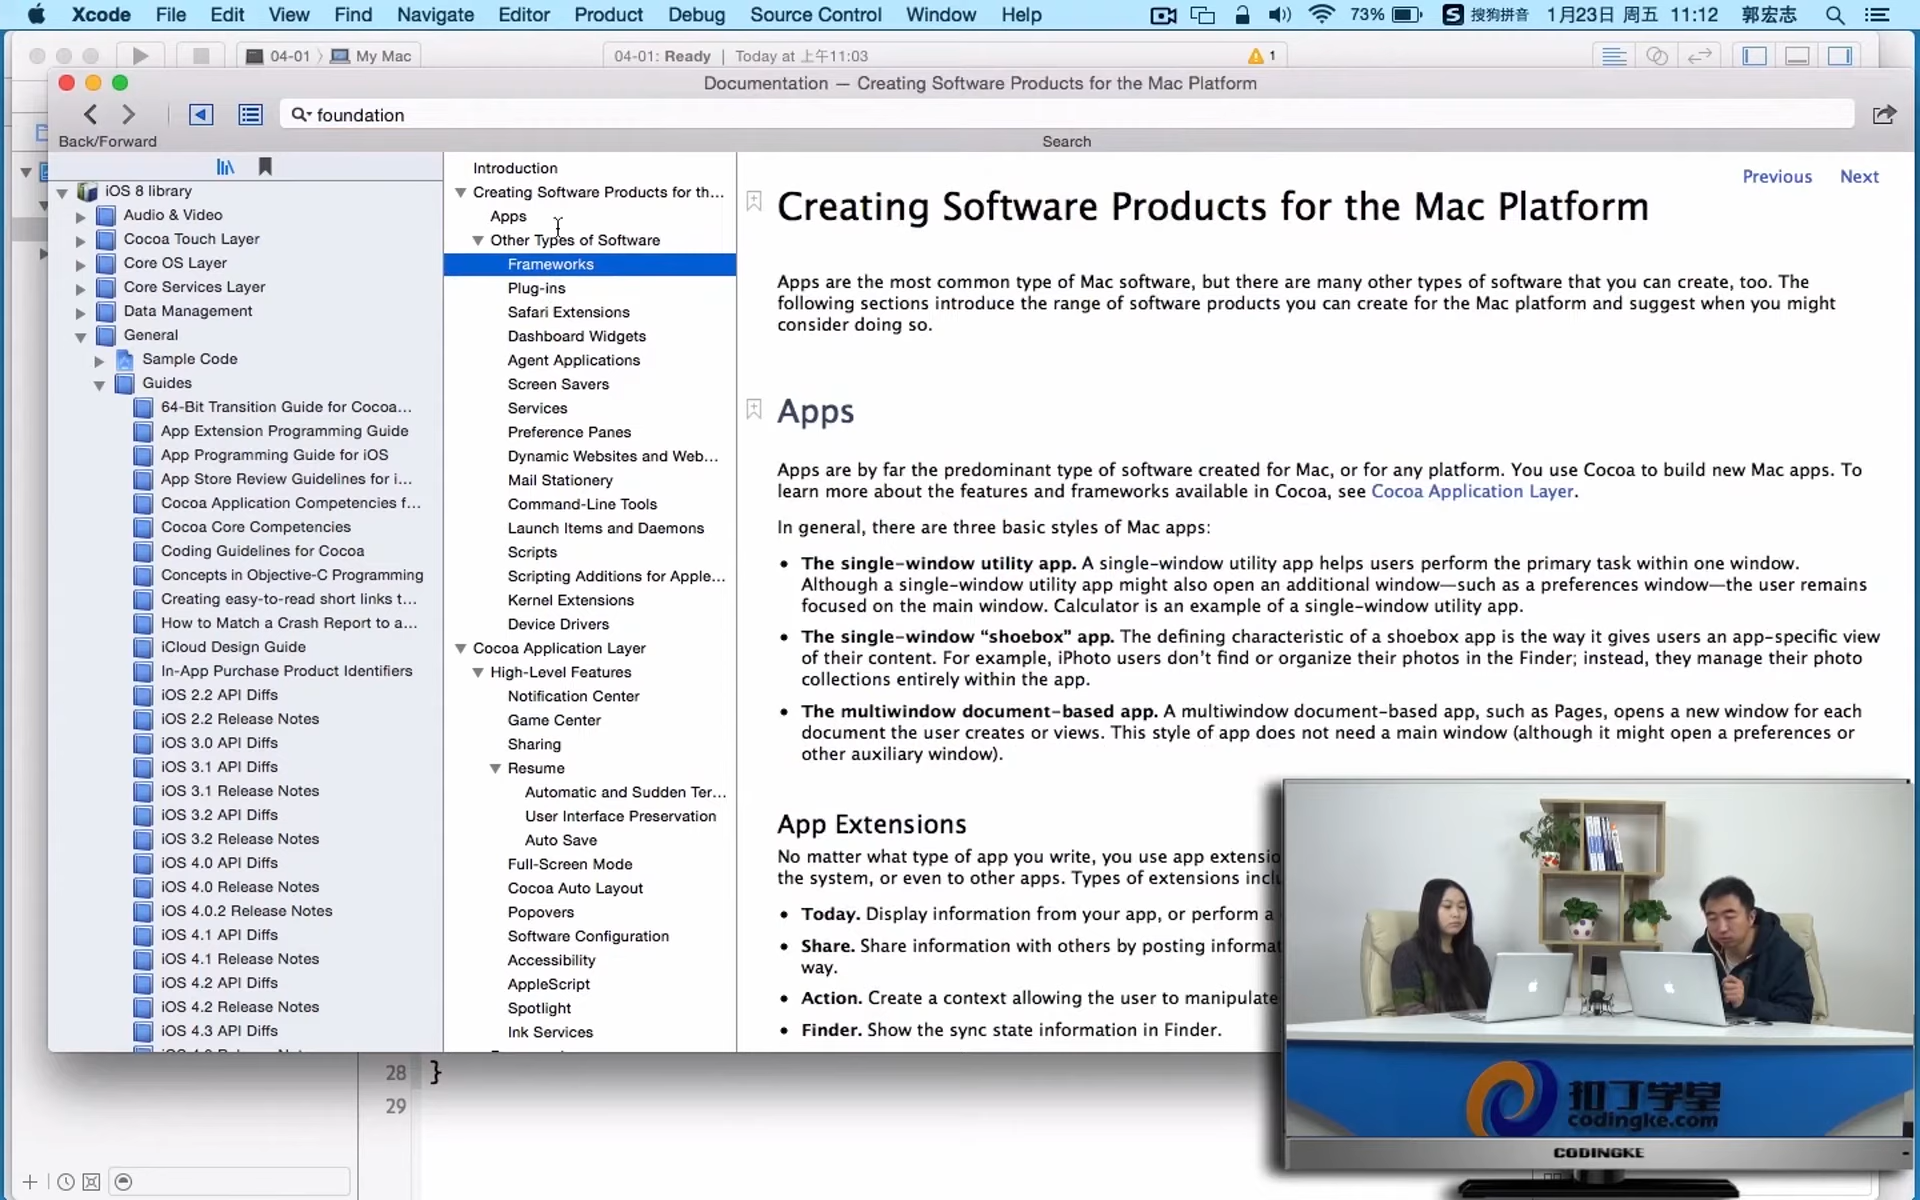 Xcode File Edit View Find Navigate Editor Product Debug Source Control Window Help 73% S 搜狗拼音 1月23日 周五 11:12 郭宏志
04-01 My Mac 04-01: Ready Today at 上午11:03 1
Documentation — Creating Software Products for the Mac Platform
foundation
Back/Forward Search
iOS 8 library
Audio & Video
Cocoa Touch Layer
Core OS Layer
Core Services Layer
Data Management
General
Sample Code
Guides
64-Bit Transition Guide for Cocoa...
App Extension Programming Guide
App Programming Guide for iOS
App Store Review Guidelines for i...
Cocoa Application Competencies f...
Cocoa Core Competencies
Coding Guidelines for Cocoa
Concepts in Objective-C Programming
Creating easy-to-read short links t...
How to Match a Crash Report to a...
iCloud Design Guide
In-App Purchase Product Identifiers
iOS 2.2 API Diffs
iOS 2.2 Release Notes
iOS 3.0 API Diffs
iOS 3.1 API Diffs
iOS 3.1 Release Notes
iOS 3.2 API Diffs
iOS 3.2 Release Notes
iOS 4.0 API Diffs
iOS 4.0 Release Notes
iOS 4.0.2 Release Notes
iOS 4.1 API Diffs
iOS 4.1 Release Notes
iOS 4.2 API Diffs
iOS 4.2 Release Notes
iOS 4.3 API Diffs
Introduction
Creating Software Products for th...
Apps
Other Types of Software
Frameworks
Plug-ins
Safari Extensions
Dashboard Widgets
Agent Applications
Screen Savers
Services
Preference Panes
Dynamic Websites and Web...
Mail Stationery
Command-Line Tools
Launch Items and Daemons
Scripts
Scripting Additions for Apple...
Kernel Extensions
Device Drivers
Cocoa Application Layer
High-Level Features
Notification Center
Game Center
Sharing
Resume
Automatic and Sudden Ter...
User Interface Preservation
Auto Save
Full-Screen Mode
Cocoa Auto Layout
Popovers
Software Configuration
Accessibility
AppleScript
Spotlight
Ink Services
Previous Next
Creating Software Products for the Mac Platform
Apps are the most common type of Mac software, but there are many other types of software that you can create, too. The
following sections introduce the range of software products you can create for the Mac platform and suggest when you might
consider doing so.
Apps
Apps are by far the predominant type of software created for Mac, or for any platform. You use Cocoa to build new Mac apps. To
learn more about the features and frameworks available in Cocoa, see Cocoa Application Layer.
In general, there are three basic styles of Mac apps:
• The single-window utility app. A single-window utility app helps users perform the primary task within one window.
Although a single-window utility app might also open an additional window—such as a preferences window—the user remains
focused on the main window. Calculator is an example of a single-window utility app.
• The single-window “shoebox” app. The defining characteristic of a shoebox app is the way it gives users an app-specific view
of their content. For example, iPhoto users don’t find or organize their photos in the Finder; instead, they manage their photo
collections entirely within the app.
• The multiwindow document-based app. A multiwindow document-based app, such as Pages, opens a new window for each
document the user creates or views. This style of app does not need a main window (although it might open a preferences or
other auxiliary window).
App Extensions
No matter what type of app you write, you use app extensio
the system, or even to other apps. Types of extensions incl
• Today. Display information from your app, or perform a
• Share. Share information with others by posting informat
way.
• Action. Create a context allowing the user to manipulate
• Finder. Show the sync state information in Finder.
28 }
29
扣丁学堂
codingke.com
CODINGKE